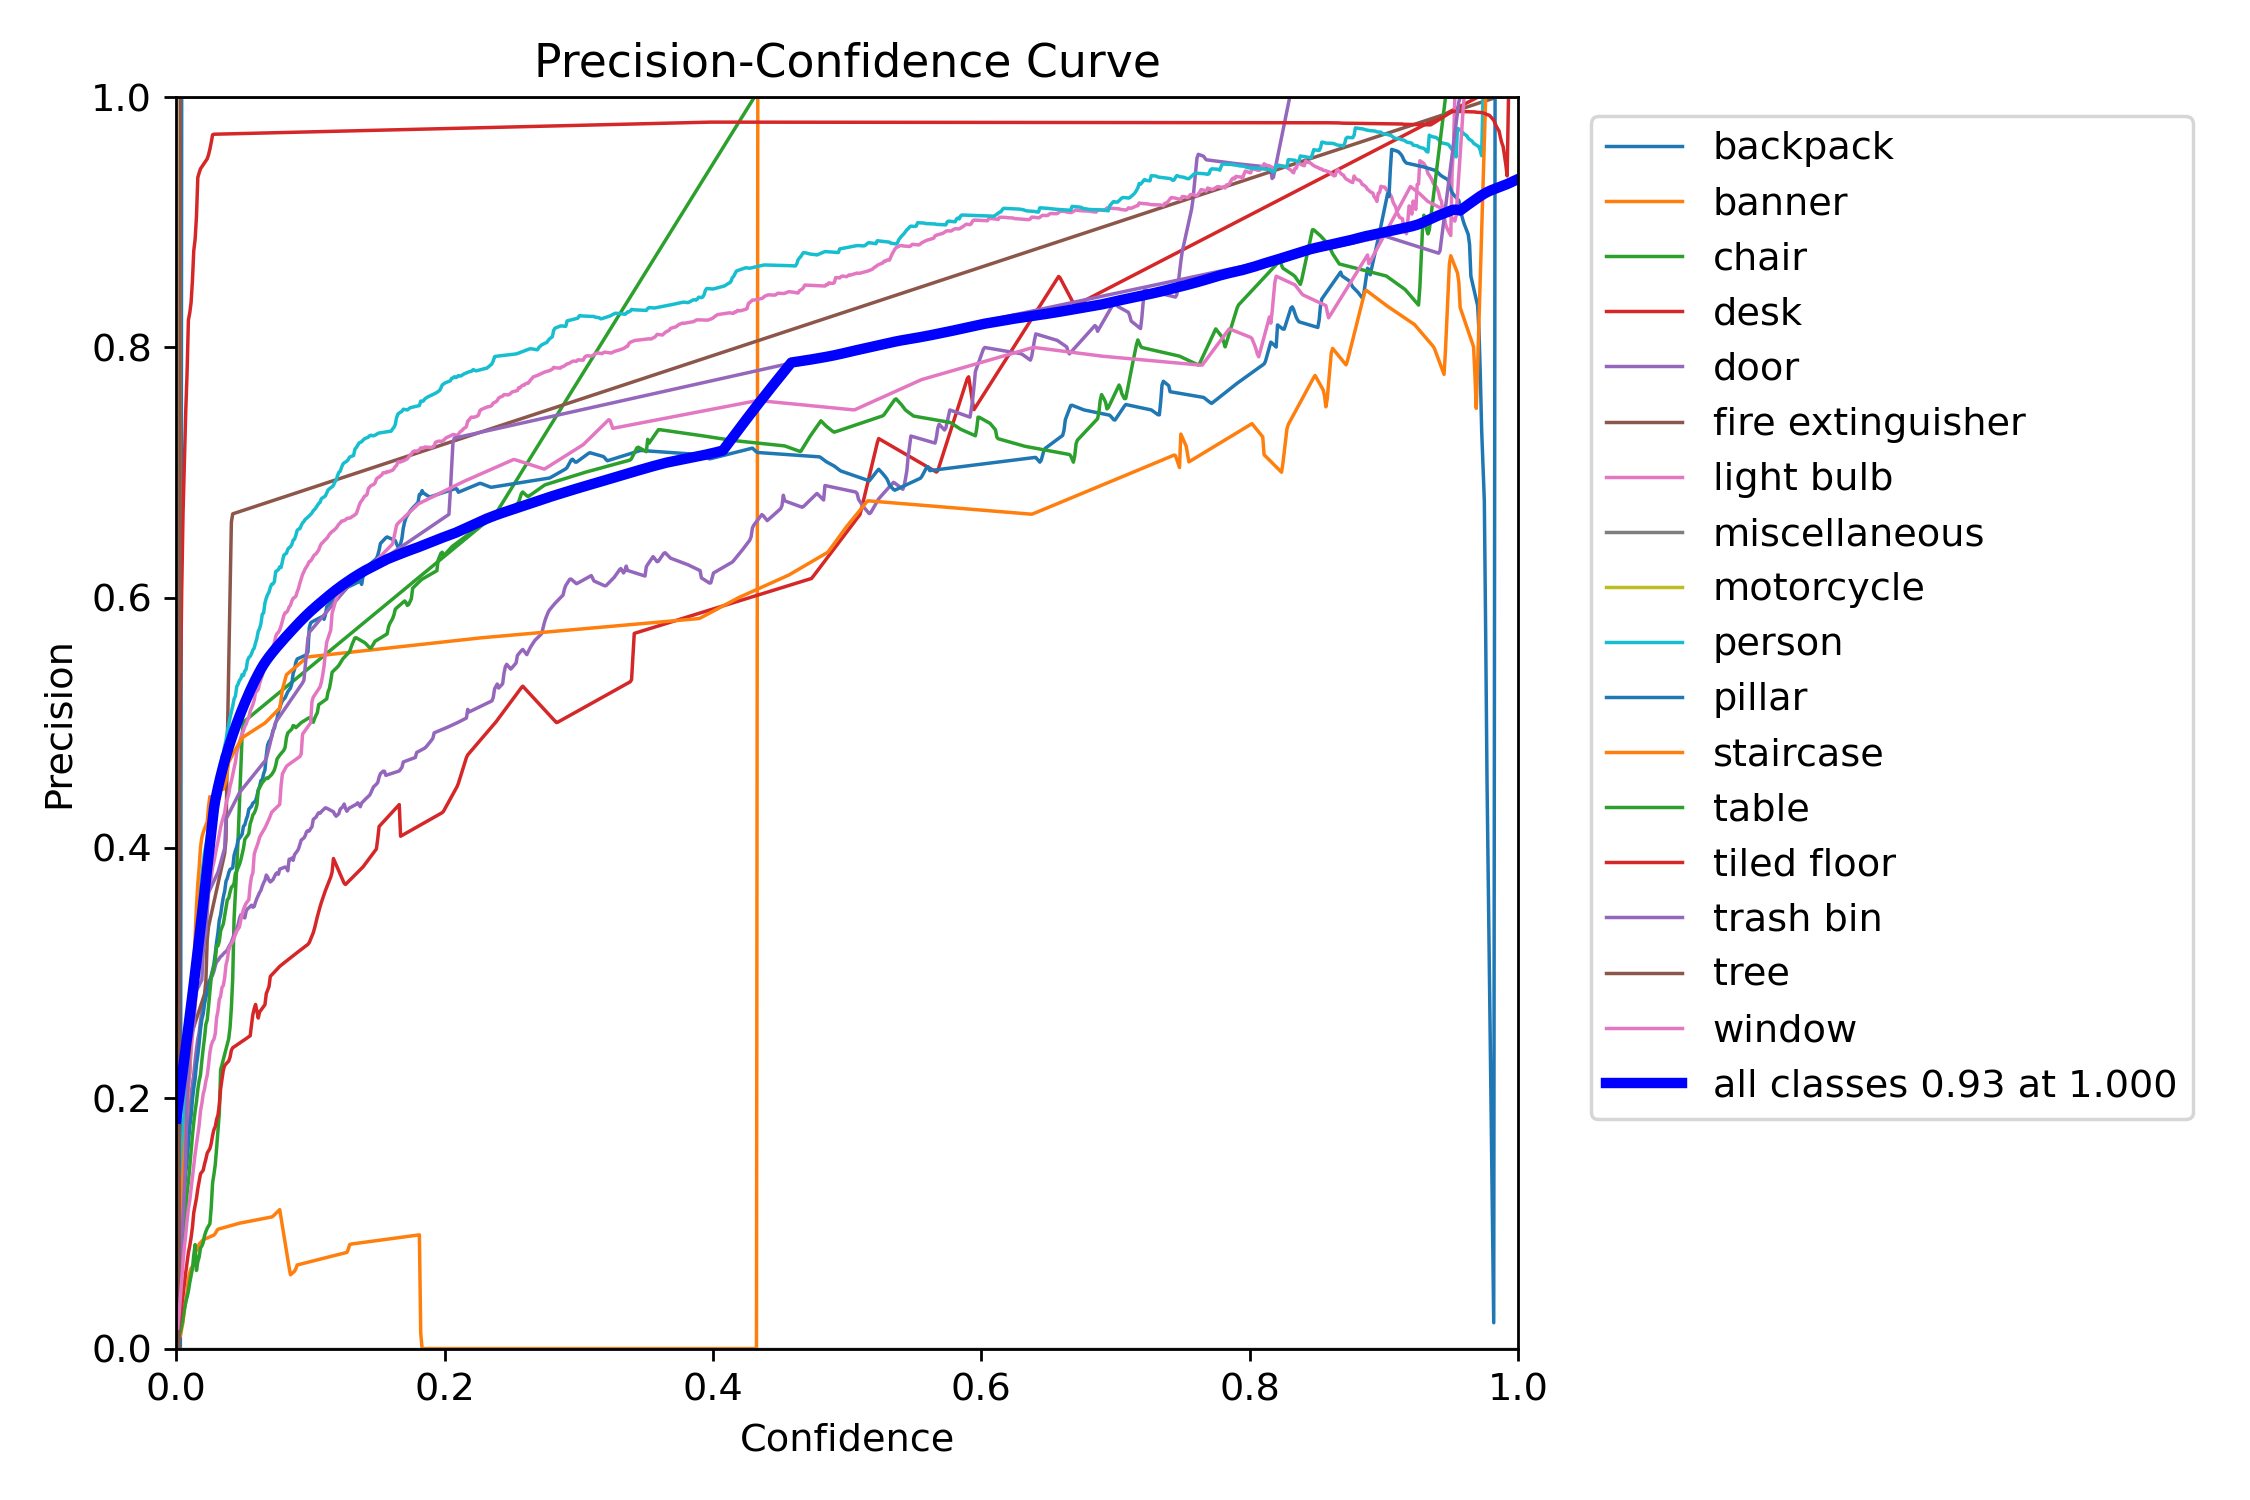 Precision-Confidence Curve
1.0
0.8
0.6
0.4
0.2
0.0
Precision
0.0 0.2 0.4 0.6 0.8 1.0
Confidence
backpack
banner
chair
desk
door
fire extinguisher
light bulb
miscellaneous
motorcycle
person
pillar
staircase
table
tiled floor
trash bin
tree
window
all classes 0.93 at 1.000